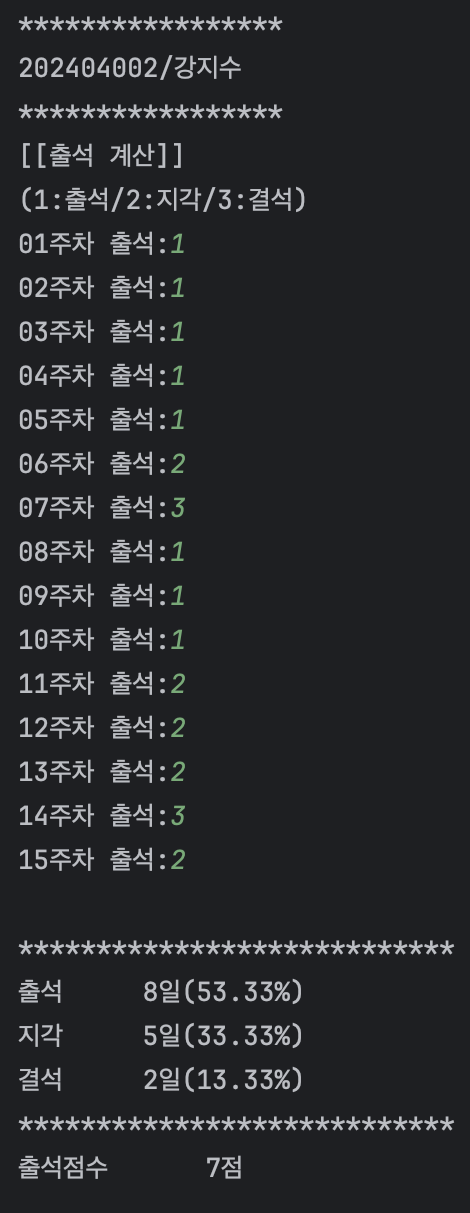 *****************
202404002/강지수
*****************
[[출석 계산]]
(1:출석/2:지각/3:결석)
01주차 출석:1
02주차 출석:1
03주차 출석:1
04주차 출석:1
05주차 출석:1
06주차 출석:2
07주차 출석:3
08주차 출석:1
09주차 출석:1
10주차 출석:1
11주차 출석:2
12주차 출석:2
13주차 출석:2
14주차 출석:3
15주차 출석:2
****************************
출석     8일(53.33%)
지각     5일(33.33%)
결석     2일(13.33%)
****************************
출석점수      7점